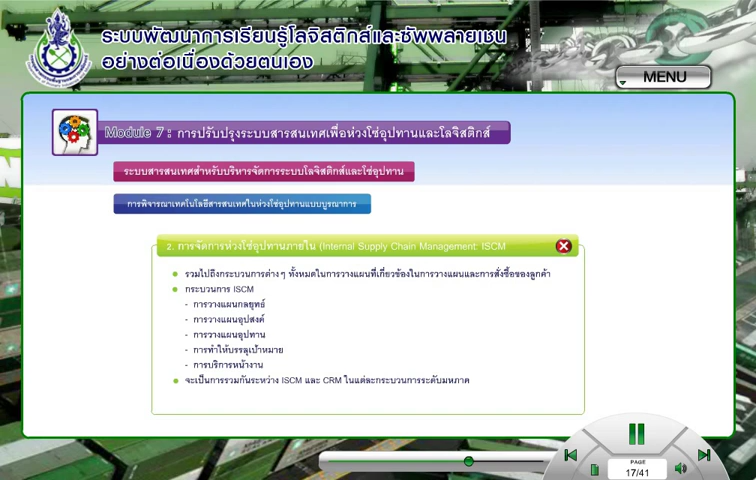 ระบบพัฒนาการเรียนรู้โลจิสติกส์และซัพพลายเชน
อย่างต่อเนื่องด้วยตนเอง
MENU
Module 7 : การปรับปรุงระบบสารสนเทศเพื่อห่วงโซ่อุปทานและโลจิสติกส์
ระบบสารสนเทศสำหรับบริหารจัดการระบบโลจิสติกส์และโซ่อุปทาน
การพิจารณาเทคโนโลยีสารสนเทศในห่วงโซ่อุปทานแบบบูรณาการ
2. การจัดการห่วงโซ่อุปทานภายใน (Internal Supply Chain Management: ISCM
รวมไปถึงกระบวนการต่าง ๆ ทั้งหมดในการวางแผนที่เกี่ยวข้องในการวางแผนและการสั่งซื้อของลูกค้า
กระบวนการ ISCM
- การวางแผนกลยุทธ์
- การวางแผนอุปสงค์
- การวางแผนอุปทาน
- การทำให้บรรลุเป้าหมาย
- การบริการหน้างาน
จะเป็นการรวมกันระหว่าง ISCM และ CRM ในแต่ละกระบวนการระดับมหภาค
PAGE
17/41